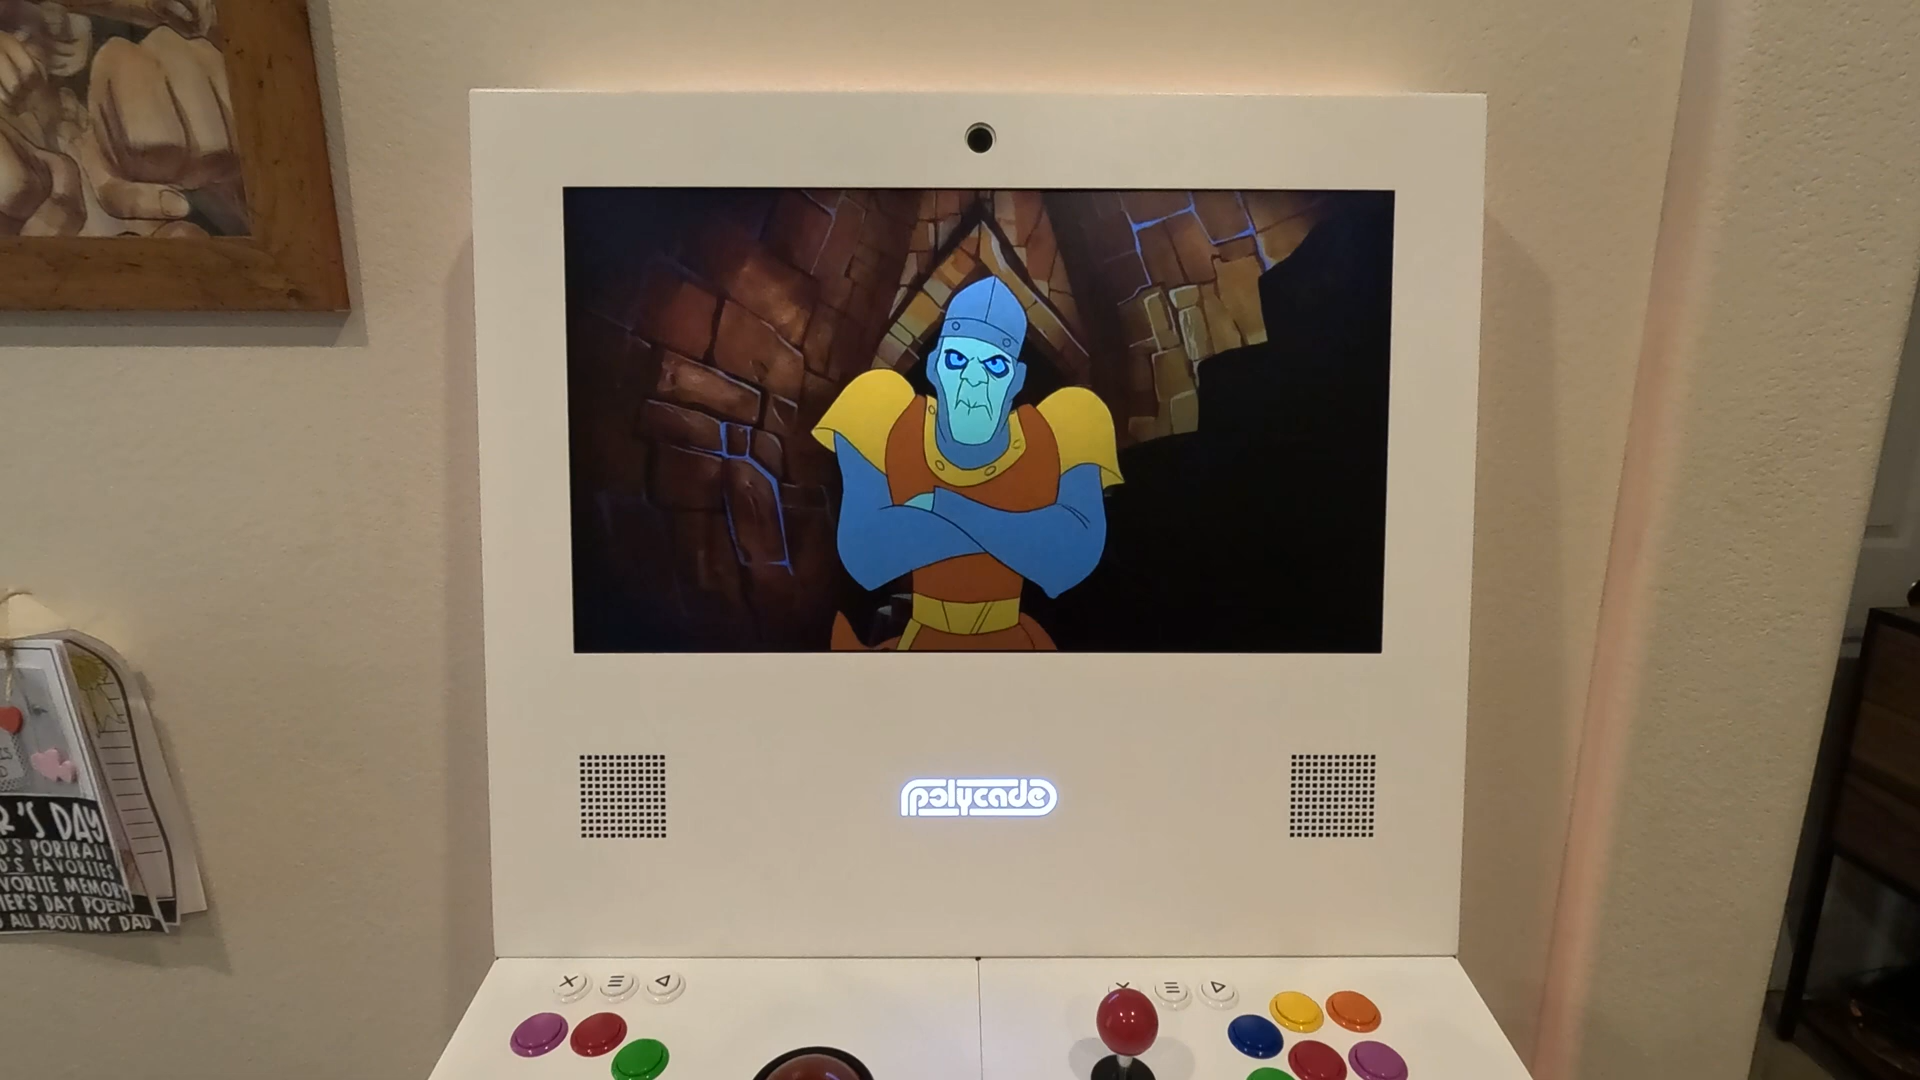 polycade
R'S DAY
D'S PORTRAIT
D'S FAVORITES
VORITE MEMORY
HER'S DAY POEM
ALL ABOUT MY DAD